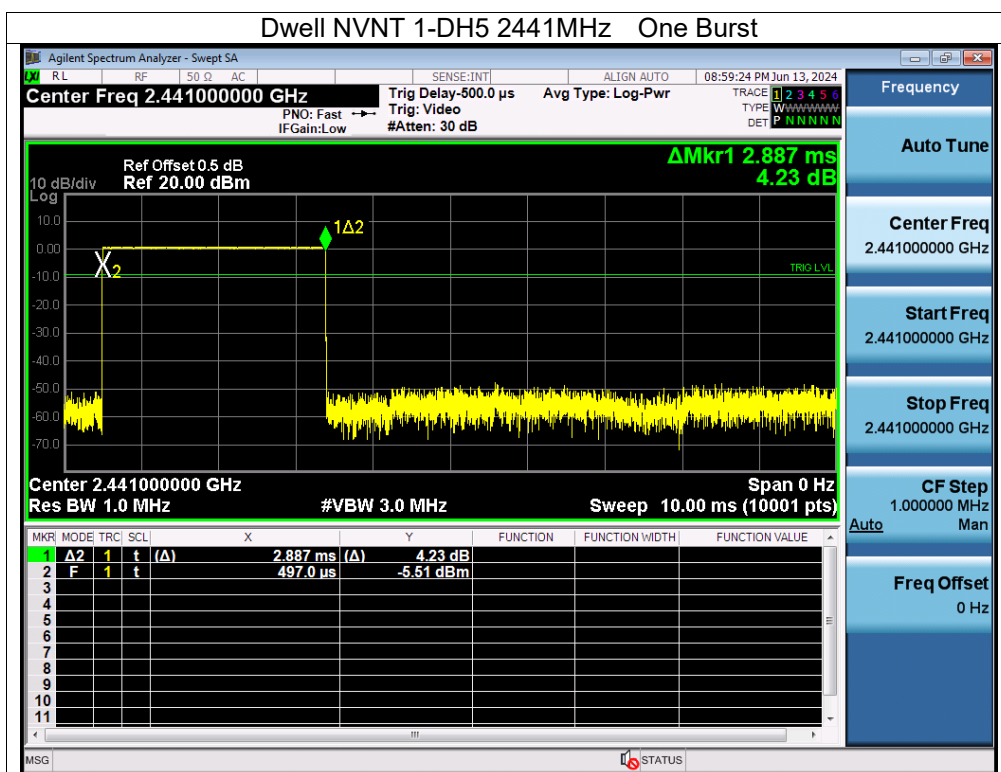 Dwell NVNT 1-DH5 2441MHz One Burst
Agilent Spectrum Analyzer - Swept SA
LXI RL RF 50 Ω AC SENSE:INT ALIGN AUTO 08:59:24 PM Jun 13, 2024
Center Freq 2.441000000 GHz
PNO: Fast
IFGain:Low
Trig Delay-500.0 µs
Trig: Video
#Atten: 30 dB
Avg Type: Log-Pwr
TRACE 1 2 3 4 5 6
TYPE WWWWWW
DET P NNNNN
Ref Offset 0.5 dB
10 dB/div Ref 20.00 dBm
Log
ΔMkr1 2.887 ms
4.23 dB
10.0
0.00
-10.0
-20.0
-30.0
-40.0
-50.0
-60.0
-70.0
1Δ2
X2
TRIG LVL
Center 2.441000000 GHz Span 0 Hz
Res BW 1.0 MHz #VBW 3.0 MHz Sweep 10.00 ms (10001 pts)
MKR MODE TRC SCL X Y FUNCTION FUNCTION WIDTH FUNCTION VALUE
1 Δ2 1 t (Δ) 2.887 ms (Δ) 4.23 dB
2 F 1 t 497.0 µs -5.51 dBm
3
4
5
6
7
8
9
10
11
MSG STATUS
Frequency
Auto Tune
Center Freq
2.441000000 GHz
Start Freq
2.441000000 GHz
Stop Freq
2.441000000 GHz
CF Step
1.000000 MHz
Auto Man
Freq Offset
0 Hz